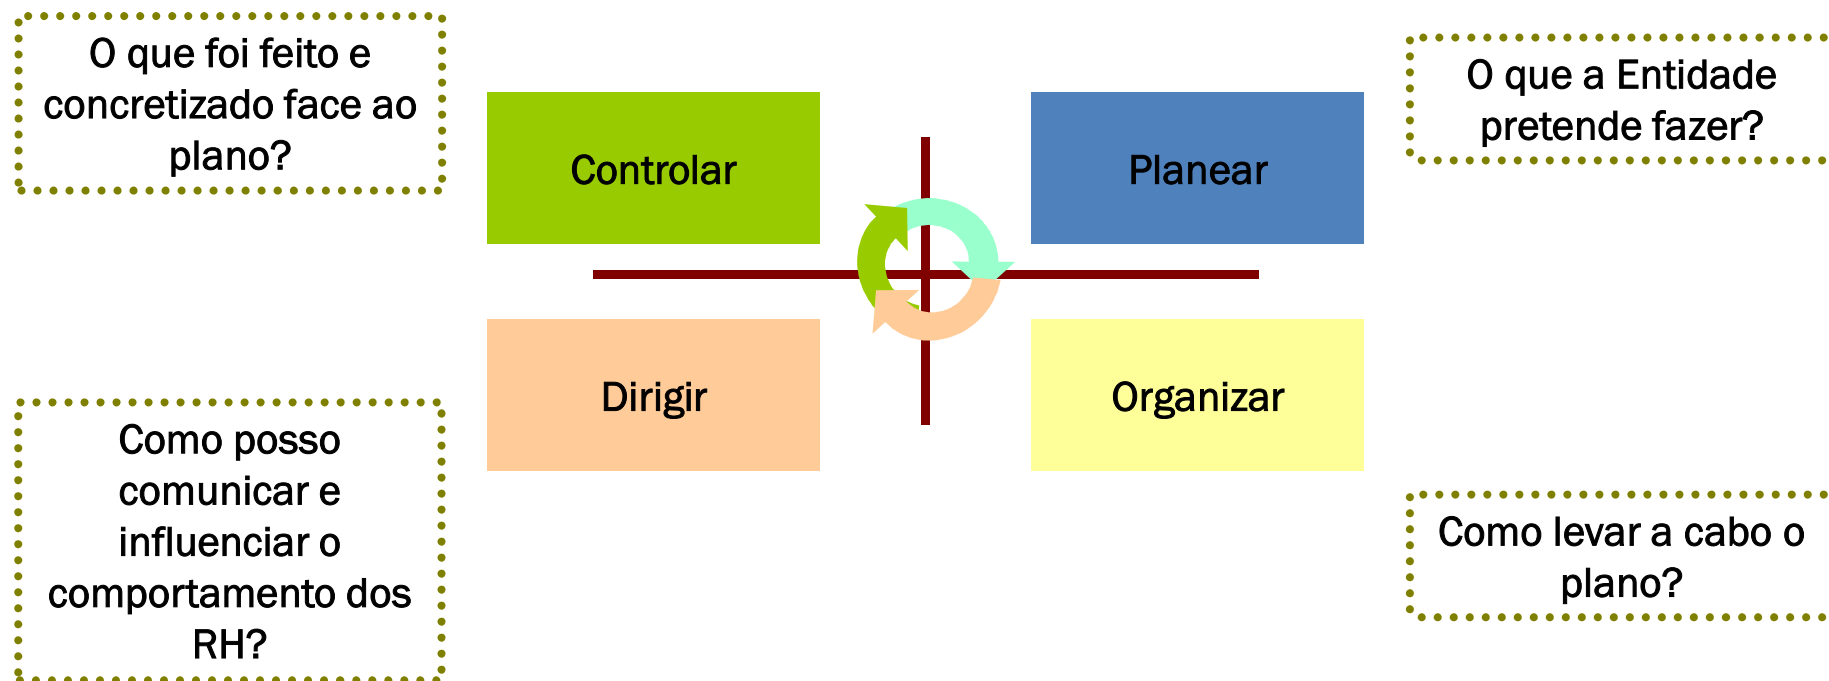 O que foi feito e
concretizado face ao
plano?
Controlar
Planear
O que a Entidade
pretende fazer?
Dirigir
Organizar
Como posso
comunicar e
influenciar o
comportamento dos
RH?
Como levar a cabo o
plano?